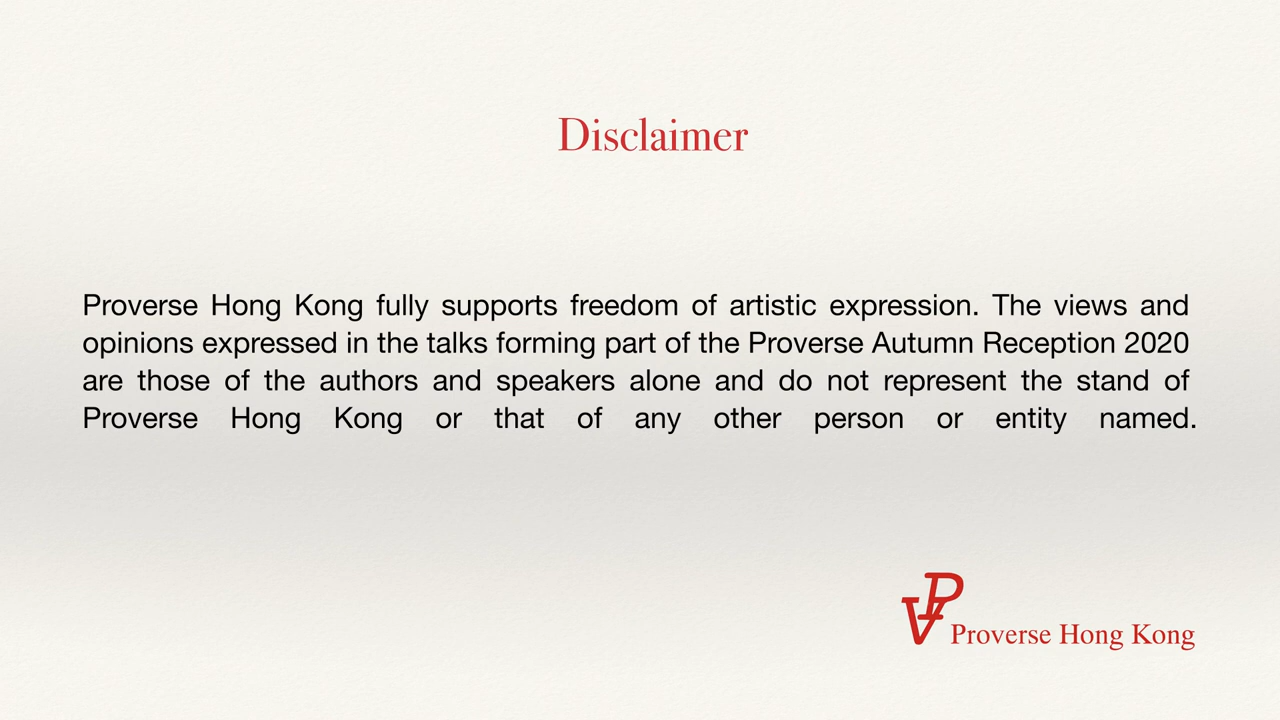 Disclaimer
Proverse Hong Kong fully supports freedom of artistic expression. The views and
opinions expressed in the talks forming part of the Proverse Autumn Reception 2020
are those of the authors and speakers alone and do not represent the stand of
Proverse Hong Kong or that of any other person or entity named.
VP
Proverse Hong Kong